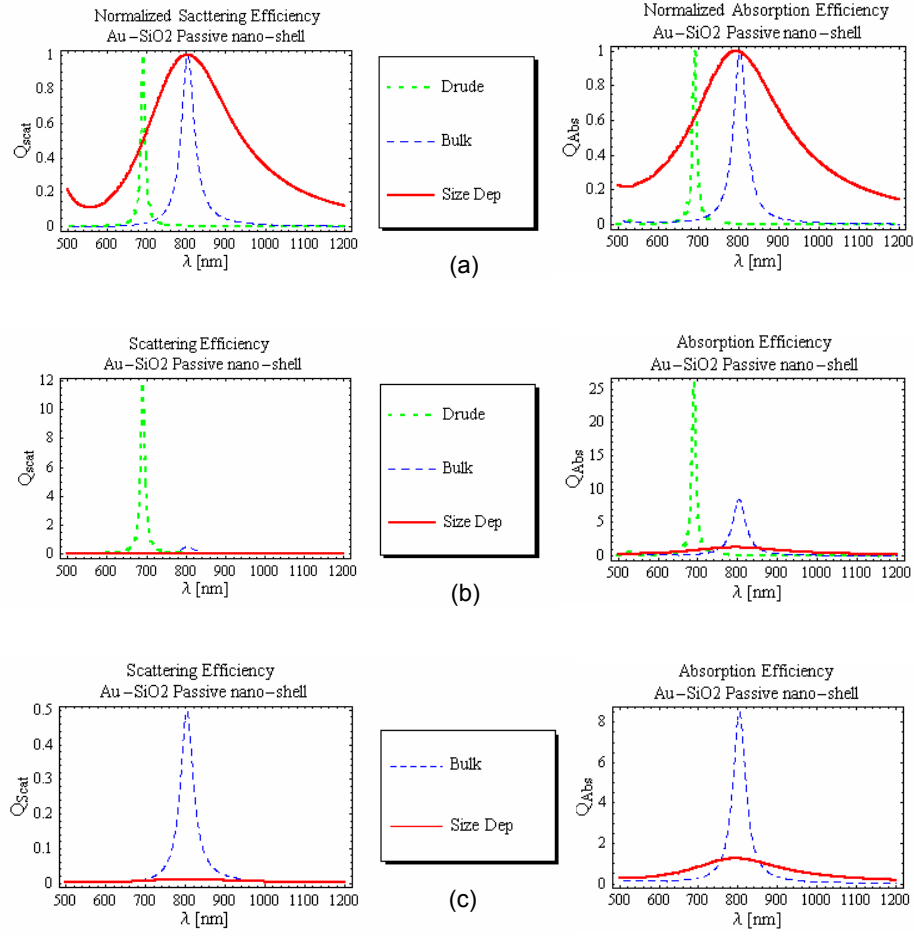 Normalized Sacttering Efficiency
Au-SiO2 Passive nano-shell
Qscat
1
0.8
0.6
0.4
0.2
0
500 600 700 800 900 1000 1100 1200
λ [nm]
Drude
Bulk
Size Dep
Normalized Absorption Efficiency
Au-SiO2 Passive nano-shell
QAbs
1
0.8
0.6
0.4
0.2
0
500 600 700 800 900 1000 1100 1200
λ [nm]
(a)
Scattering Efficiency
Au-SiO2 Passive nano-shell
Qscat
12
10
8
6
4
2
0
500 600 700 800 900 1000 1100 1200
λ [nm]
Drude
Bulk
Size Dep
Absorption Efficiency
Au-SiO2 Passive nano-shell
QAbs
25
20
15
10
5
0
500 600 700 800 900 1000 1100 1200
λ [nm]
(b)
Scattering Efficiency
Au-SiO2 Passive nano-shell
QScat
0.5
0.4
0.3
0.2
0.1
0
500 600 700 800 900 1000 1100 1200
λ [nm]
Bulk
Size Dep
Absorption Efficiency
Au-SiO2 Passive nano-shell
QAbs
8
6
4
2
0
500 600 700 800 900 1000 1100 1200
λ [nm]
(c)